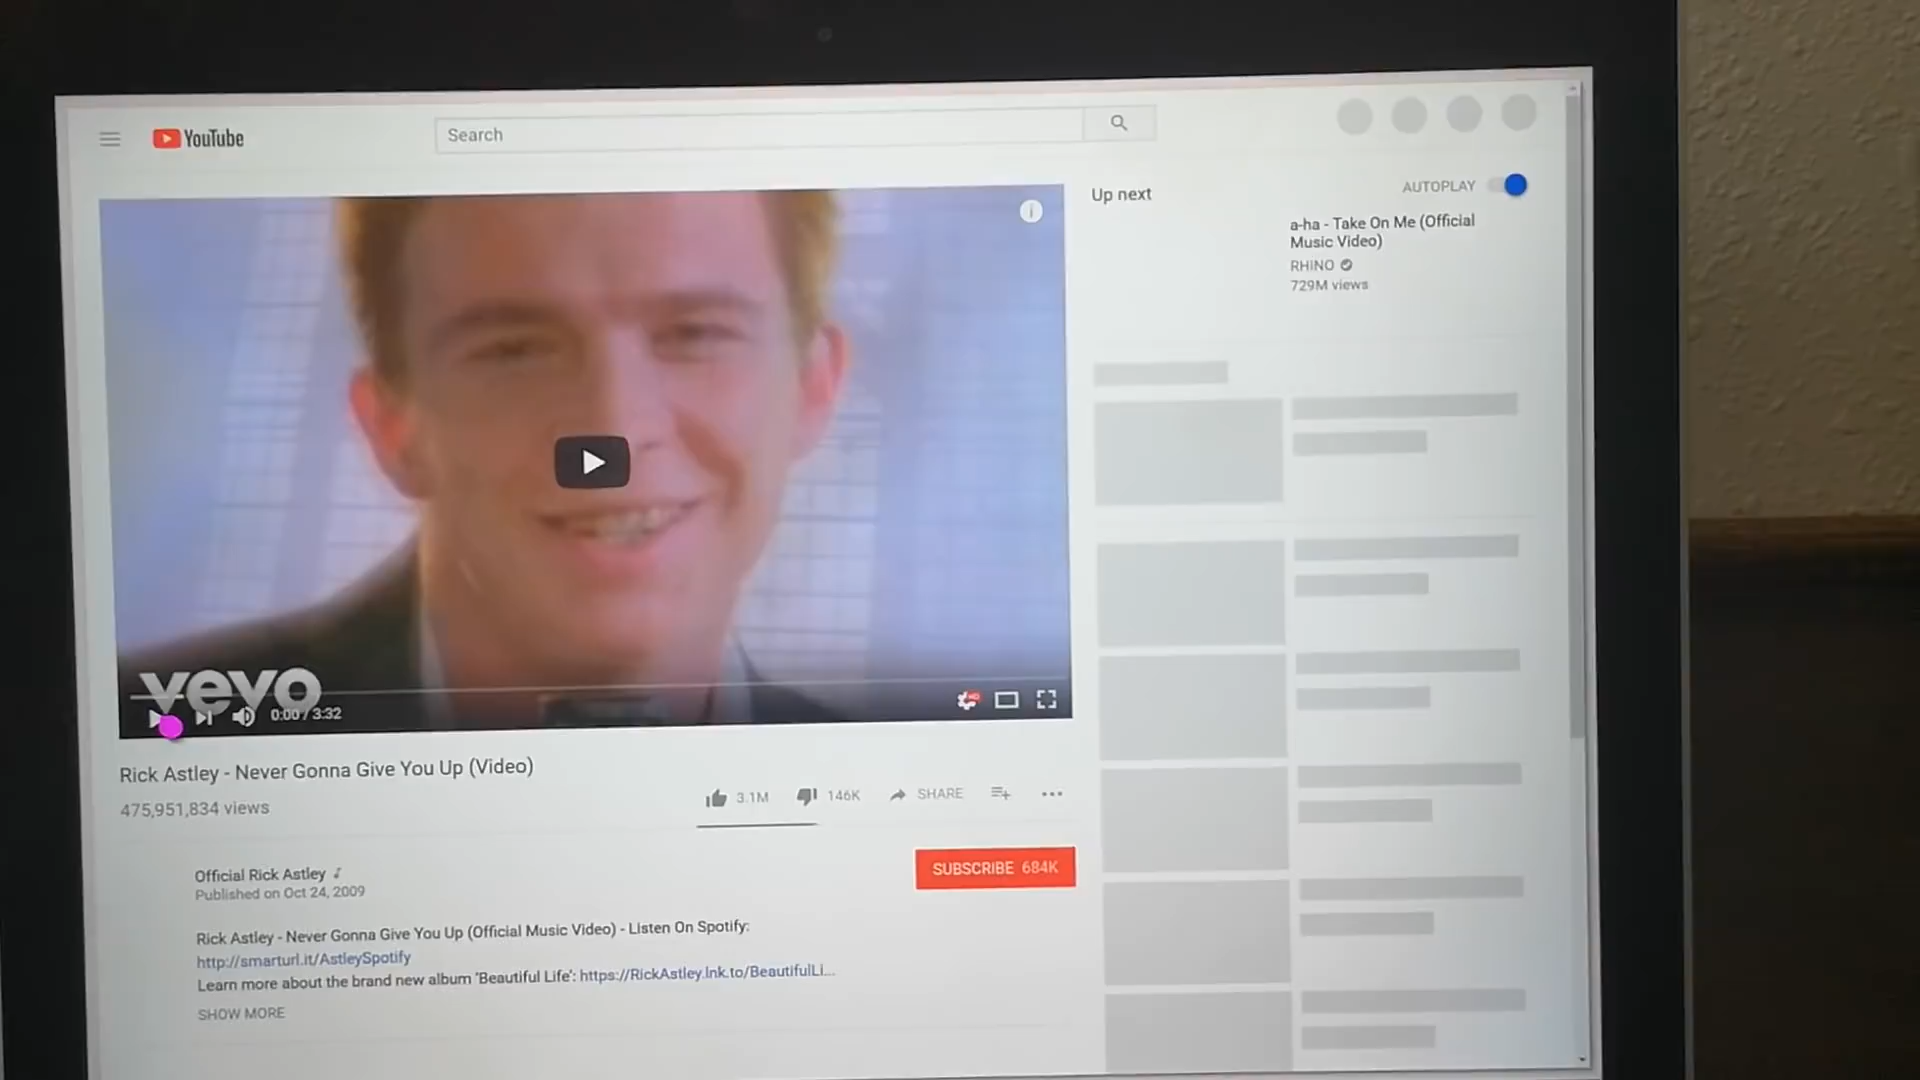 YouTube
Search
Up next
AUTOPLAY
a-ha - Take On Me (Official
Music Video)
RHINO
729M views
vevo
0:00 / 3:32
HD
Rick Astley - Never Gonna Give You Up (Video)
475,951,834 views
3.1M
146K
SHARE
Official Rick Astley
Published on Oct 24, 2009
SUBSCRIBE 684K
Rick Astley - Never Gonna Give You Up (Official Music Video) - Listen On Spotify:
http://smarturl.it/AstleySpotify
Learn more about the brand new album 'Beautiful Life': https://RickAstley.lnk.to/BeautifulLi...
SHOW MORE